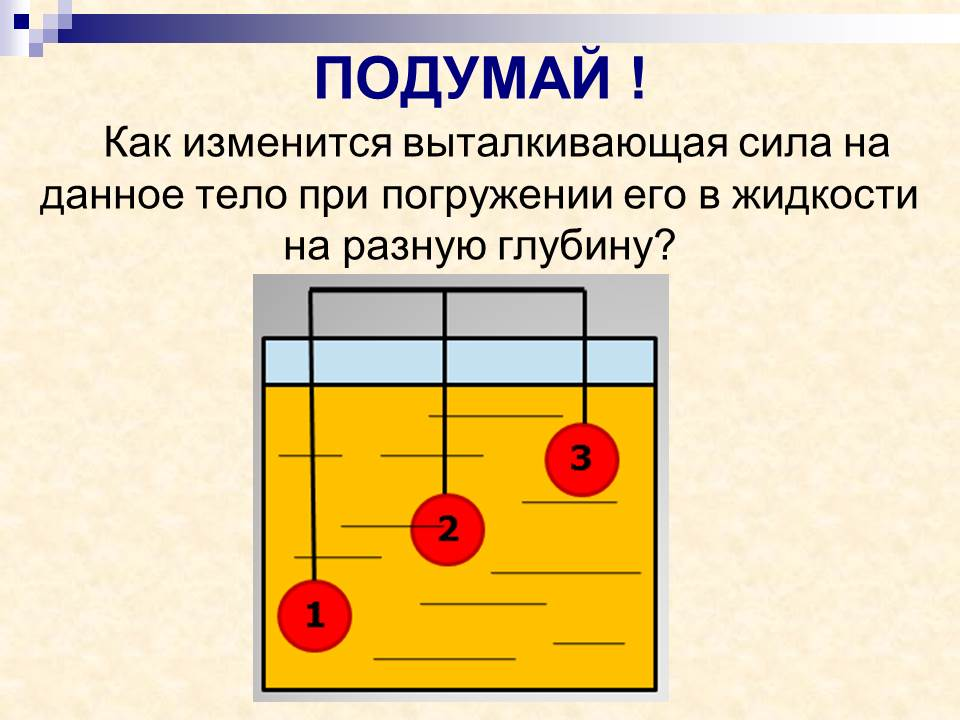 ПОДУМАЙ !
Как изменится выталкивающая сила на
данное тело при погружении его в жидкости
на разную глубину?
3
2
1